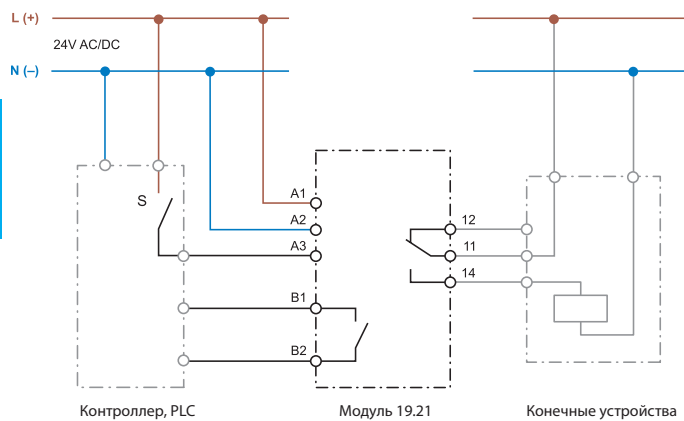 L (+)
24V AC/DC
N (–)
A1
S
A2
12
A3
11
14
B1
B2
Контроллер, PLC
Модуль 19.21
Конечные устройства